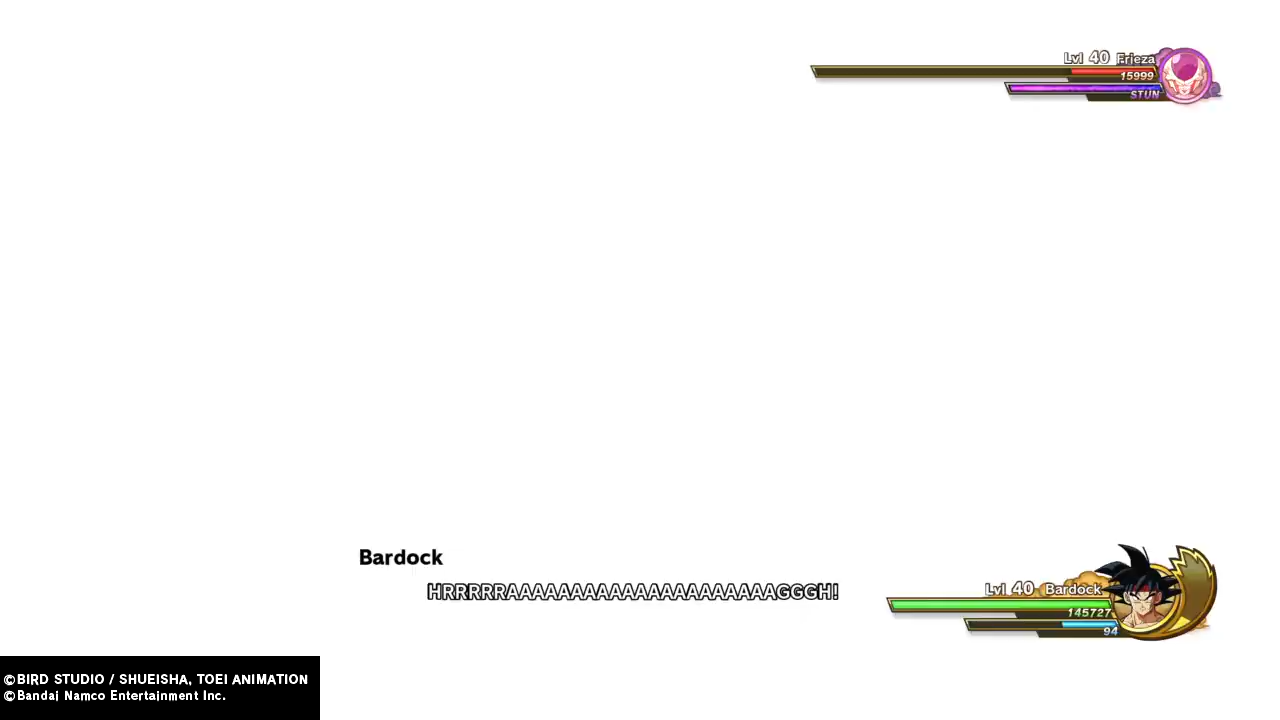 Lvl 40 Frieza
15999
STUN
Bardock
HRRRRRAAAAAAAAAAAAAAAAAAAAAGGGH!
Lvl 40 Bardock
145727
94
©BIRD STUDIO / SHUEISHA, TOEI ANIMATION
©Bandai Namco Entertainment Inc.